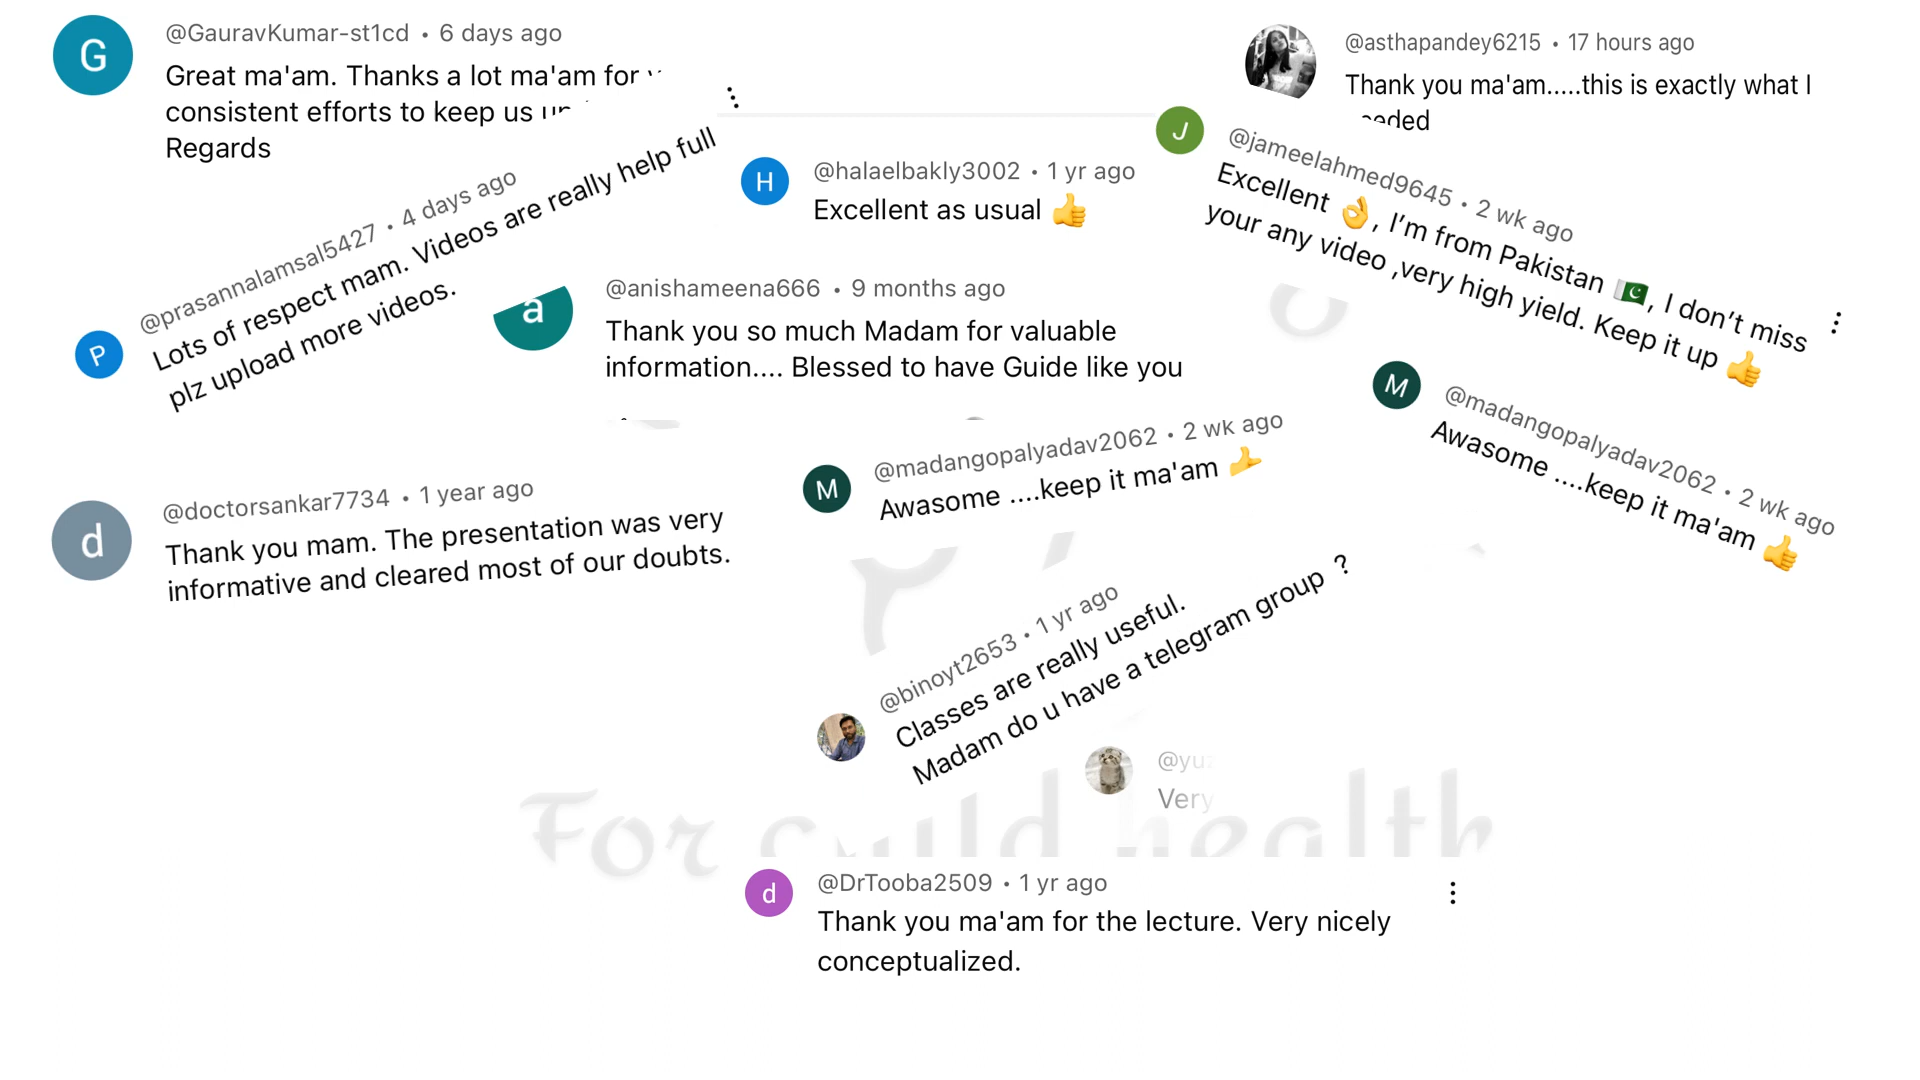 @GauravKumar-st1cd • 6 days ago
Great ma'am. Thanks a lot ma'am for
consistent efforts to keep us
Regards
@asthapandey6215 • 17 hours ago
Thank you ma'am.....this is exactly what I
@prasannalamsal5427 • 4 days ago
Lots of respect mam. Videos are really help full
plz upload more videos.
@halaelbakly3002 • 1 yr ago
Excellent as usual 👍
@jameelahmed9645 • 2 wk ago
Excellent 👌, I'm from Pakistan 🇵🇰, I don't miss
your any video ,very high yield. Keep it up 👍
@anishameena666 • 9 months ago
Thank you so much Madam for valuable
information.... Blessed to have Guide like you
@madangopalyadav2062 • 2 wk ago
Awasome ....keep it ma'am 👍
@madangopalyadav2062 • 2 wk ago
Awasome ....keep it ma'am 👍
@doctorsankar7734 • 1 year ago
Thank you mam. The presentation was very
informative and cleared most of our doubts.
@binoyt2653 • 1 yr ago
Classes are really useful.
Madam do u have a telegram group ?
Very
For child health
@DrTooba2509 • 1 yr ago
Thank you ma'am for the lecture. Very nicely
conceptualized.